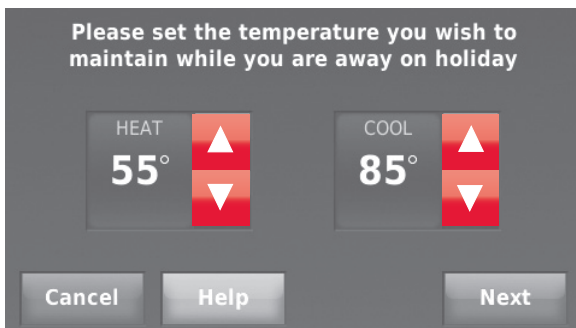 Please set the temperature you wish to
maintain while you are away on holiday
HEAT
55°
COOL
85°
Cancel
Help
Next